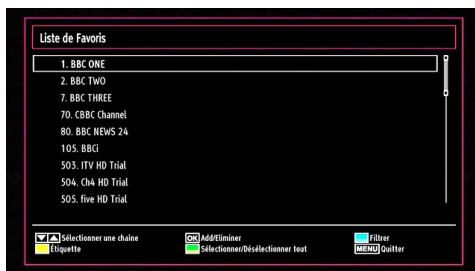 Liste de Favoris
1. BBC ONE
2. BBC TWO
7. BBC THREE
70. CBBC Channel
80. BBC NEWS 24
105. BBCi
503. ITV HD Trial
504. Ch4 HD Trial
505. five HD Trial
Sélectionner une chaine OK Add/Eliminer Filtrer
Étiquette Sélectionner/Désélectionner tout MENU Quitter